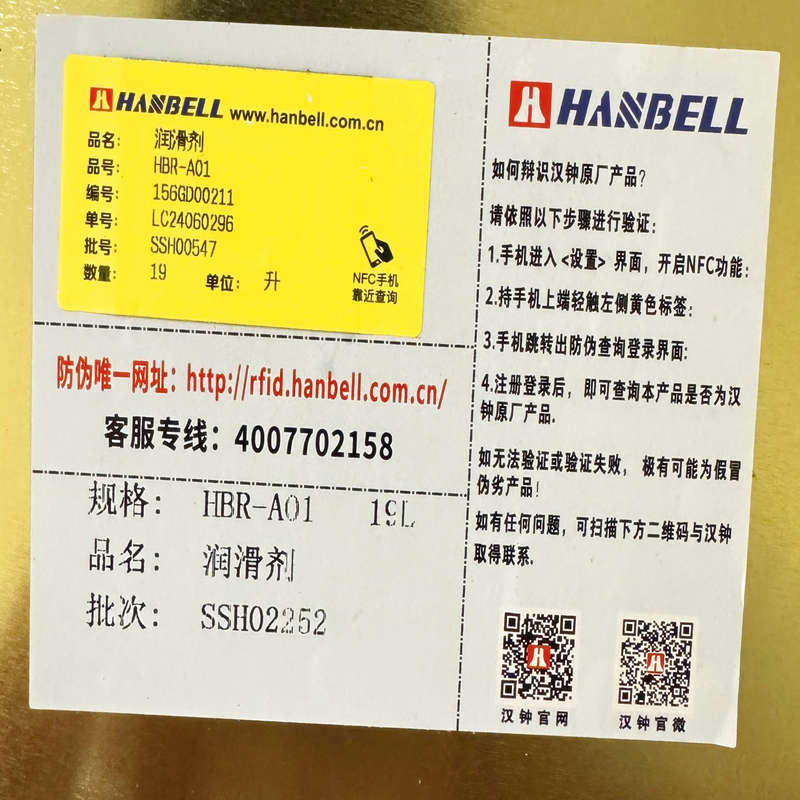 HANBELL www.hanbell.com.cn
品名: 润滑剂
品号: HBR-A01
编号: 156GD00211
单号: LC24060296
批号: SSH00547
数量: 19 单位: 升
NFC手机
靠近查询
防伪唯一网址: http://rfid.hanbell.com.cn/
客服专线: 4007702158
规格: HBR-A01 19L
品名: 润滑剂
批次: SSH02252
HANBELL
如何辩识汉钟原厂产品?
请依照以下步骤进行验证:
1.手机进入<设置>界面,开启NFC功能;
2.持手机上端轻触左侧黄色标签;
3.手机跳转出防伪查询登录界面;
4.注册登录后,即可查询本产品是否为汉
钟原厂产品.
如无法验证或验证失败,极有可能为假冒
伪劣产品!
如有任何问题,可扫描下方二维码与汉钟
取得联系.
汉钟官网
汉钟官微